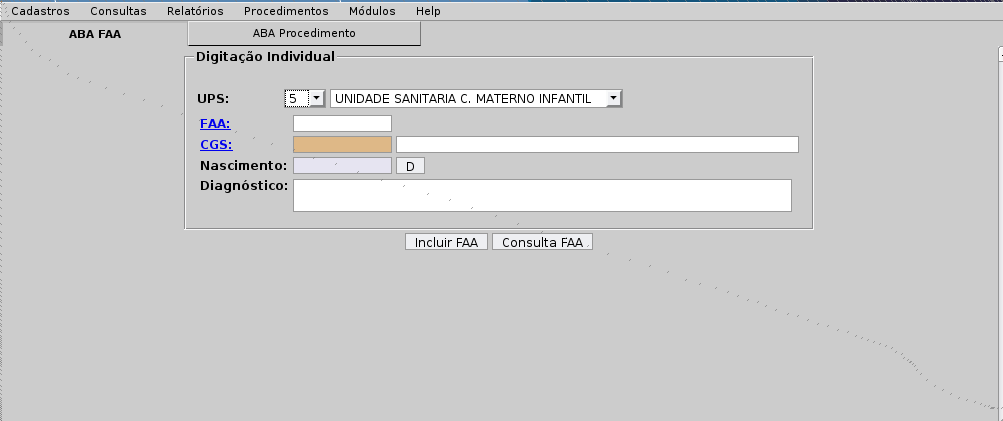 Cadastros Consultas Relatórios Procedimentos Módulos Help
ABA FAA ABA Procedimento
Digitação Individual
UPS: 5 UNIDADE SANITARIA C. MATERNO INFANTIL
FAA:
CGS:
Nascimento: D
Diagnóstico:
Incluir FAA Consulta FAA